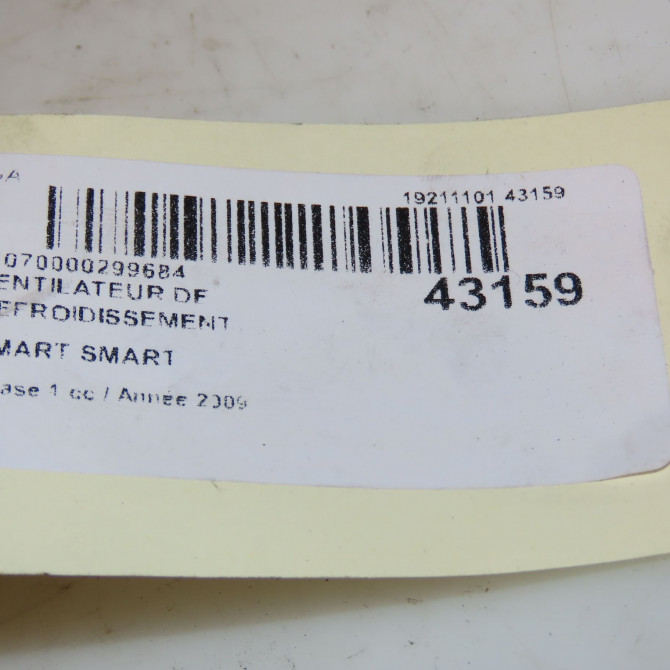 19211101 43159
070000299684
43159
ENTILATEUR DE
EFROIDISSEMENT
MART SMART
ase 1 cc / Année 2009